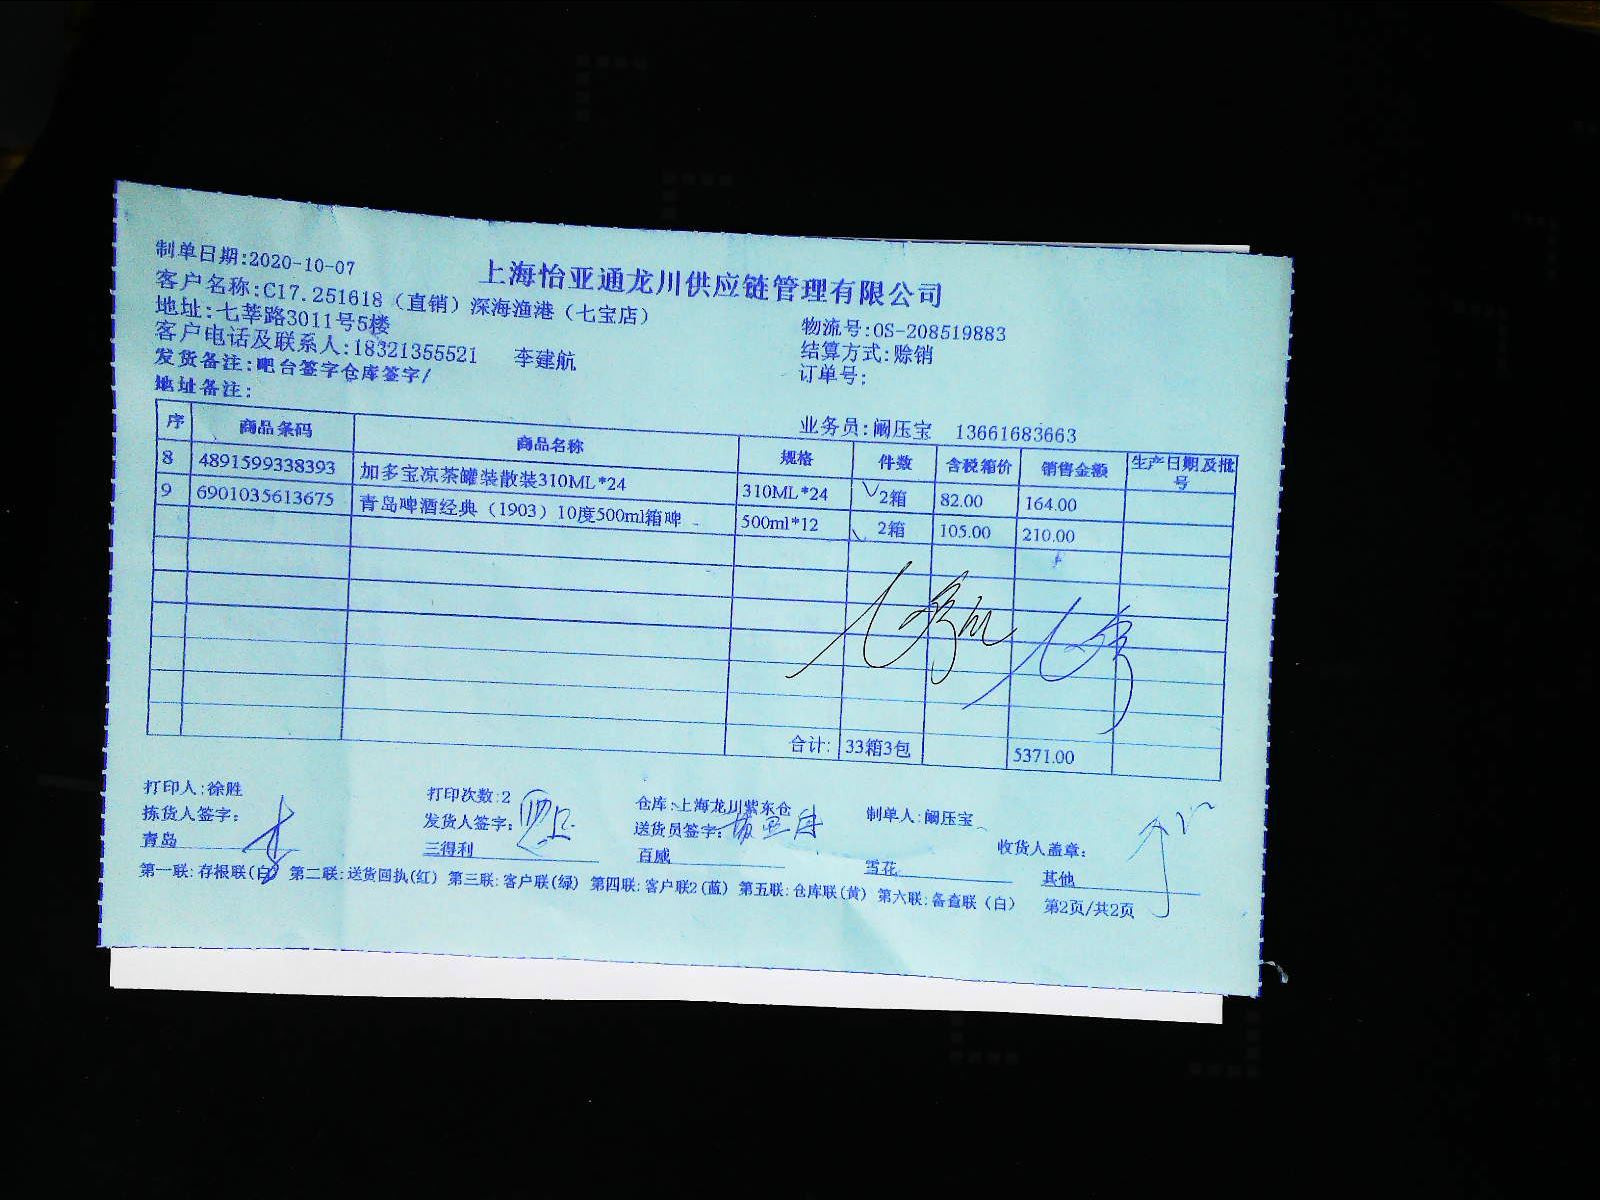 上海怡亚通龙川供应链管理有限公司
制单日期:2020-10-07
客户名称:C17.251618（直销）深海渔港（七宝店）
物流号:OS-208519883
地址:七莘路3011号5楼
结算方式:赊销
客户电话及联系人:18321355521 李建航
订单号:
发货备注:吧台签字仓库签字/
地址备注:
业务员:阚压宝 13661683663
序 商品条码 商品名称 规格 件数 含税箱价 销售金额 生产日期及批号
8 4891599338393 加多宝凉茶罐装散装310ML*24 310ML*24 2箱 82.00 164.00
9 6901035613675 青岛啤酒经典（1903）10度500ml箱啤 500ml*12 2箱 105.00 210.00
合计: 33箱3包 5371.00
打印人:徐胜 打印次数:2 仓库:上海龙川紫东仓 制单人:阚压宝
拣货人签字: 发货人签字: 送货员签字: 收货人盖章:
青岛 三得利 百威 雪花 其他
第一联:存根联(白) 第二联:送货回执(红) 第三联:客户联(绿) 第四联:客户联2(蓝) 第五联:仓库联(黄) 第六联:备查联（白） 第2页/共2页